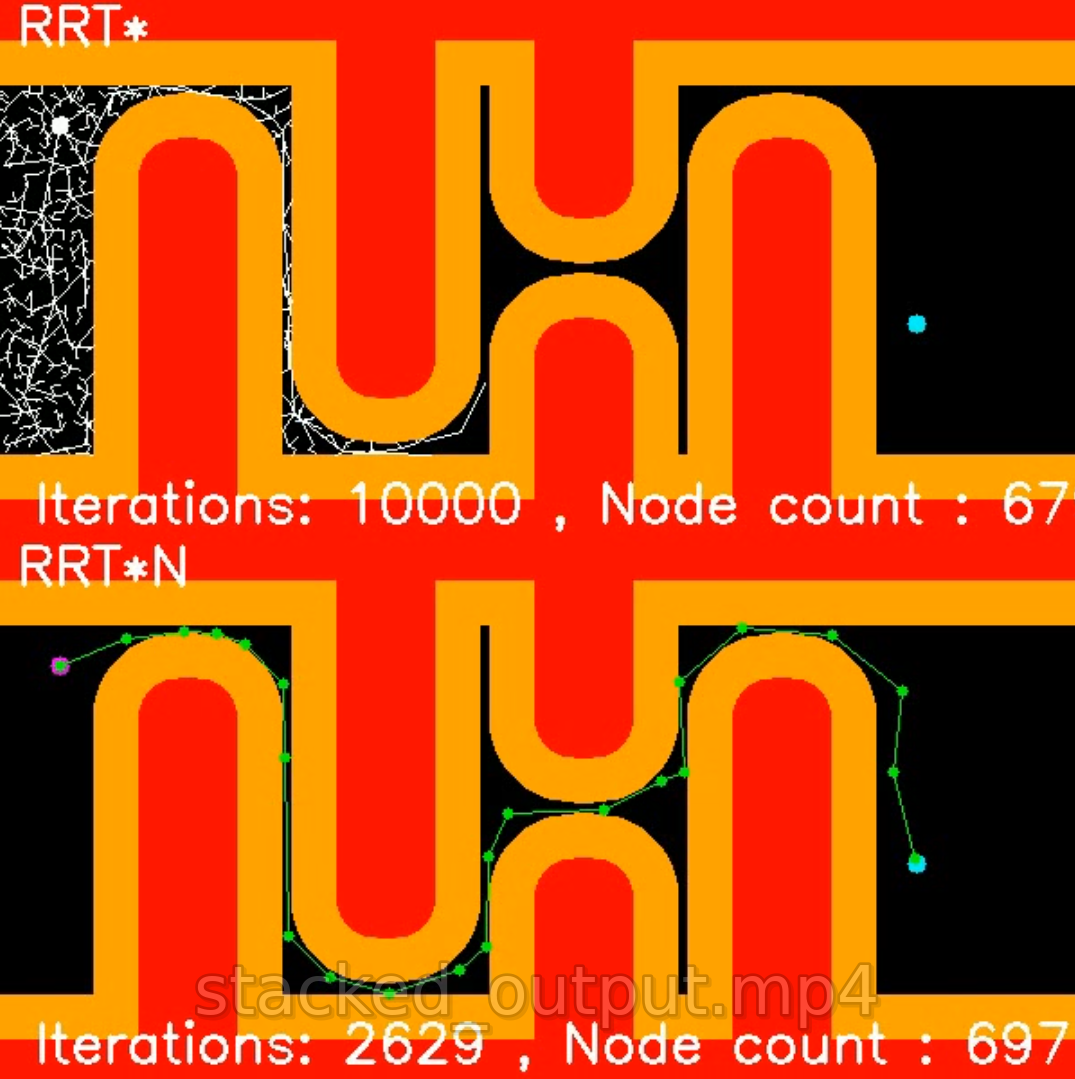 RRT*
Iterations: 10000 , Node count : 67
RRT*N
stacked_output.mp4
Iterations: 2629 , Node count : 697